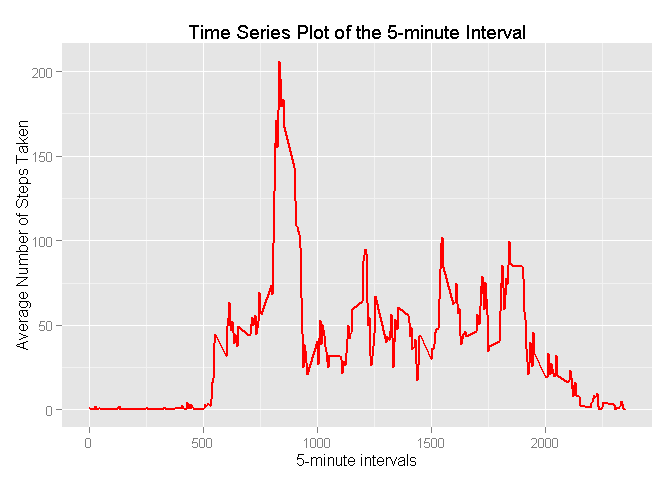 Time Series Plot of the 5-minute Interval
Average Number of Steps Taken
200
150
100
50
0
0 500 1000 1500 2000
5-minute intervals